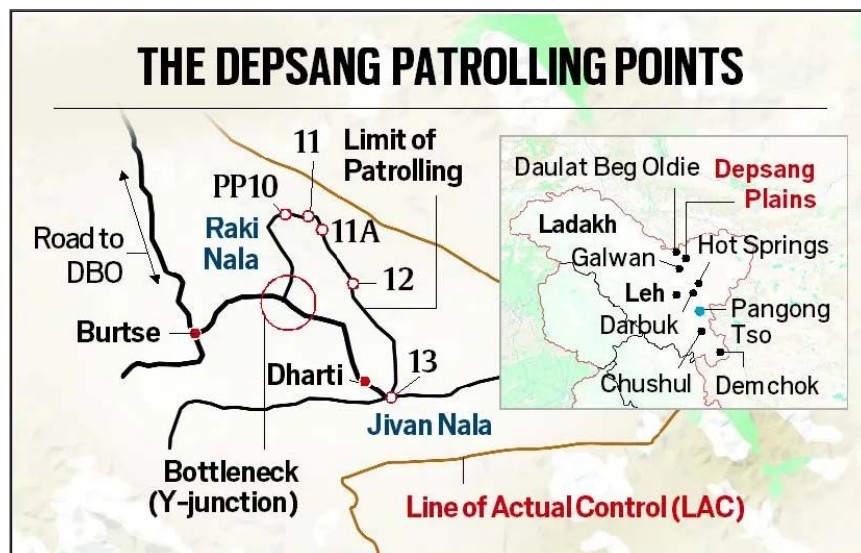 THE DEPSANG PATROLLING POINTS
11
Limit of
Patrolling
PP10
Raki
Nala
11A
12
Road to
DBO
Burtse
Dharti
13
Jivan Nala
Bottleneck
(Y-junction)
Line of Actual Control (LAC)
Daulat Beg Oldie
Depsang
Plains
Ladakh
Galwan
Hot Springs
Leh
Darbuk
Pangong
Tso
Chushul
Demchok